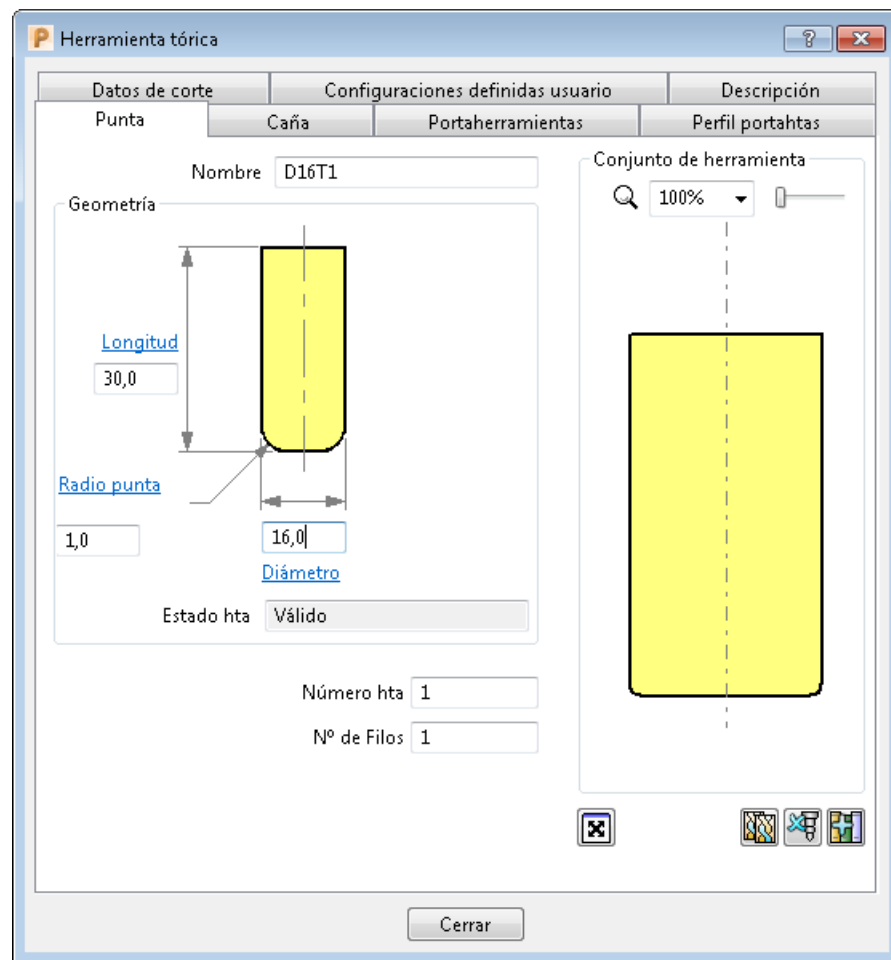 Herramienta tórica
Datos de corte
Configuraciones definidas usuario
Descripción
Punta
Caña
Portaherramientas
Perfil portahtas
Nombre D16T1
Geometría
Longitud
30,0
Radio punta
1,0
16,0
Diámetro
Estado hta Válido
Número hta 1
Nº de Filos 1
Conjunto de herramienta
100%
Cerrar